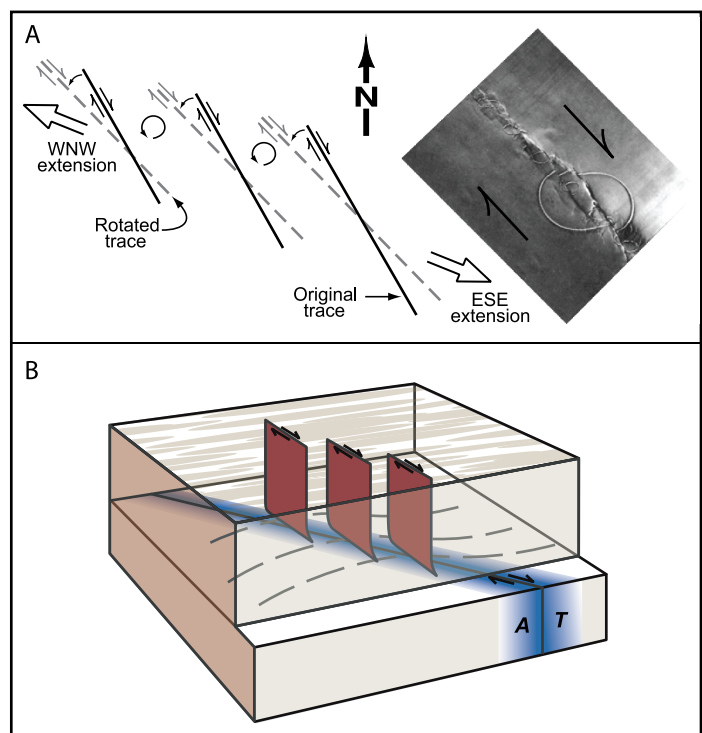 A
N
WNW
extension
Rotated
trace
Original
trace
ESE
extension
B
A
T